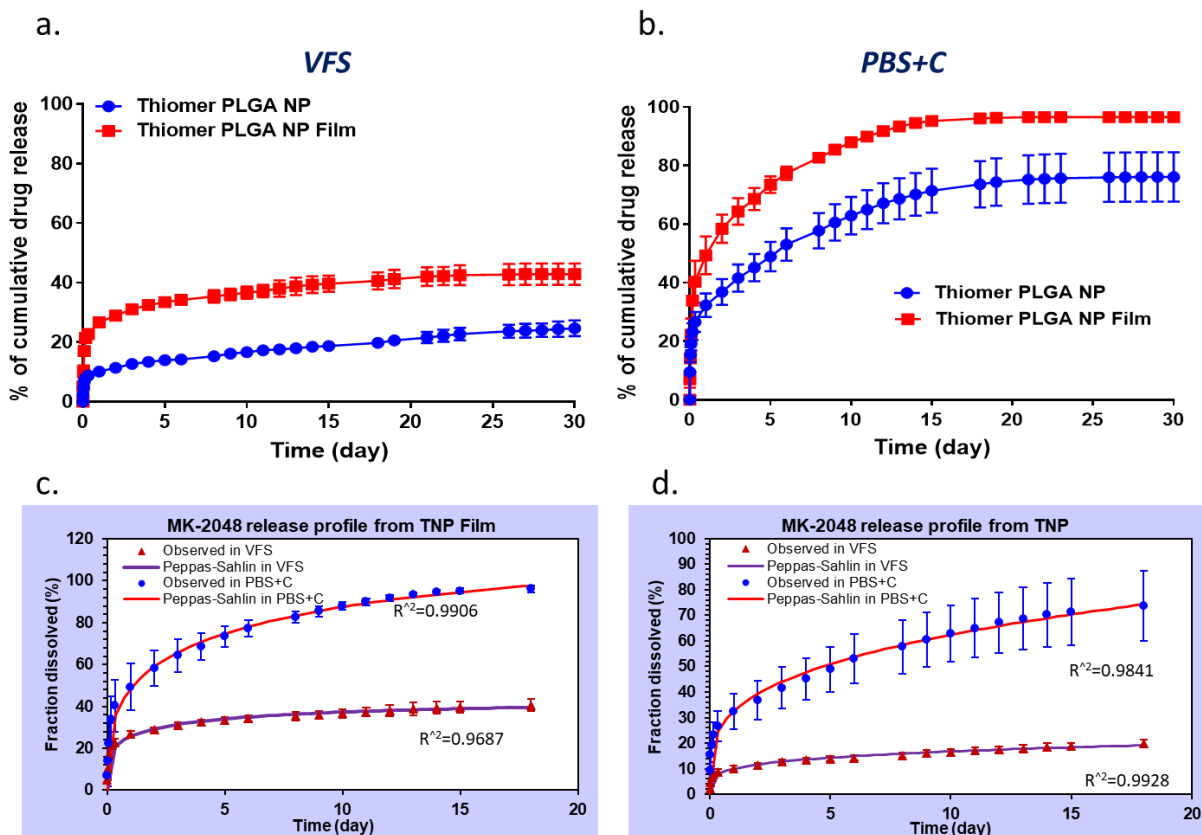 a.
VFS
% of cumulative drug release
100
80
60
40
20
0
Thiomer PLGA NP
Thiomer PLGA NP Film
0 5 10 15 20 25 30
Time (day)
b.
PBS+C
% of cumulative drug release
100
80
60
40
20
0
Thiomer PLGA NP
Thiomer PLGA NP Film
0 5 10 15 20 25 30
Time (day)
c.
MK-2048 release profile from TNP Film
Fraction dissolved (%)
120
100
80
60
40
20
0
Observed in VFS
Peppas-Sahlin in VFS
Observed in PBS+C
Peppas-Sahlin in PBS+C
R^2=0.9906
R^2=0.9687
0 5 10 15 20
Time (day)
d.
MK-2048 release profile from TNP
Fraction dissolved (%)
100
90
80
70
60
50
40
30
20
10
0
Observed in VFS
Peppas-Sahlin in VFS
Observed in PBS+C
Peppas-Sahlin in PBS+C
R^2=0.9841
R^2=0.9928
0 5 10 15 20
Time (day)